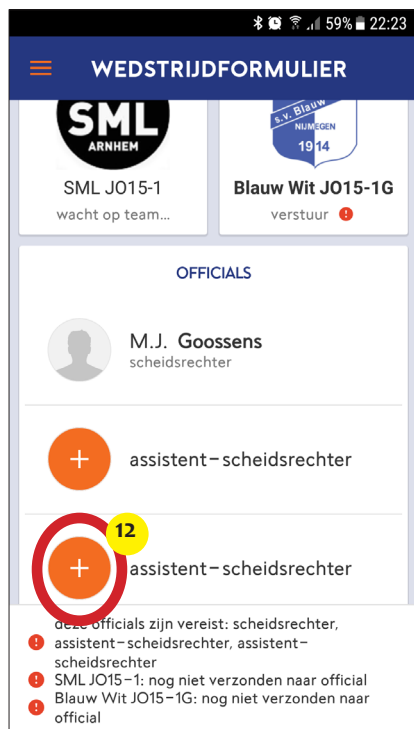 59% 22:23
WEDSTRIJDFORMULIER
SML
ARNHEM
s.v. Blauw Wit
NIJMEGEN
1914
SML JO15-1
wacht op team...
Blauw Wit JO15-1G
verstuur
OFFICIALS
M.J. Goossens
scheidsrechter
+
assistent-scheidsrechter
12
+
assistent-scheidsrechter
deze officials zijn vereist: scheidsrechter,
assistent-scheidsrechter, assistent-
scheidsrechter
SML JO15-1: nog niet verzonden naar official
Blauw Wit JO15-1G: nog niet verzonden naar
official